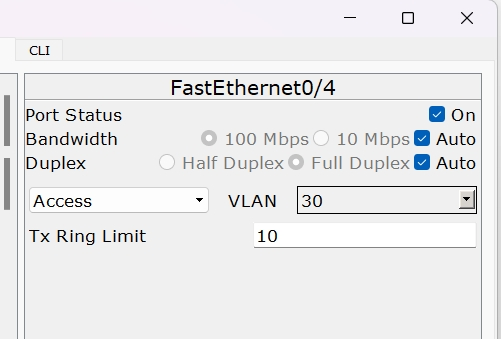 CLI
FastEthernet0/4
Port Status On
Bandwidth 100 Mbps 10 Mbps Auto
Duplex Half Duplex Full Duplex Auto
Access VLAN 30
Tx Ring Limit 10